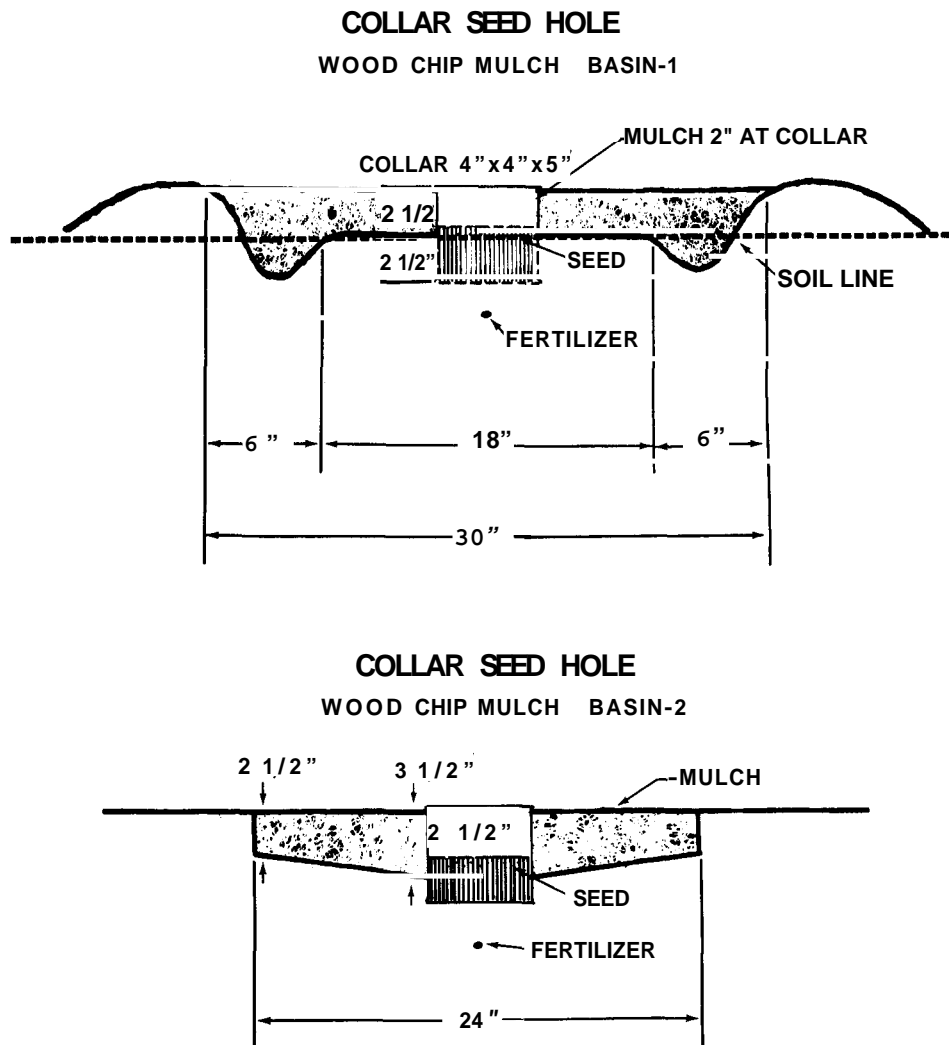 COLLAR SEED HOLE
WOOD CHIP MULCH BASIN-1
MULCH 2" AT COLLAR
COLLAR 4”x4”x5”
2 1/2
SEED
2 1/2”
SOIL LINE
FERTILIZER
6 ”
18”
6”
30”
COLLAR SEED HOLE
WOOD CHIP MULCH BASIN-2
2 1/2”
3 1/2”
MULCH
2 1/2”
SEED
FERTILIZER
24 ”